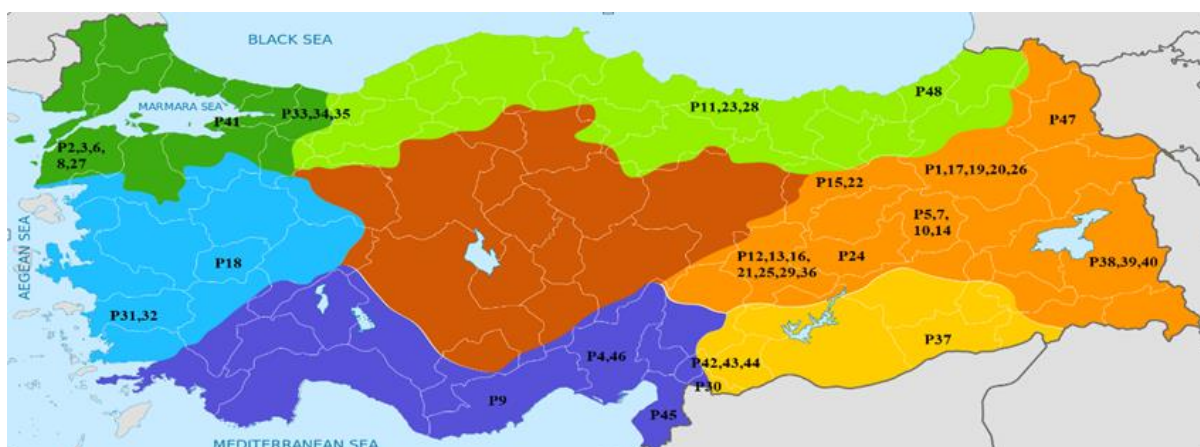 BLACK SEA
MARMARA SEA
P41
P33,34,35
P11,23,28
P48
P47
P2,3,6,
8,27
P15,22
P1,17,19,20,26
P5,7,
10,14
AEGEAN SEA
P18
P12,13,16,
21,25,29,36
P24
P38,39,40
P31,32
P4,46
P42,43,44
P37
P30
P9
P45
MEDITERRANEAN SEA